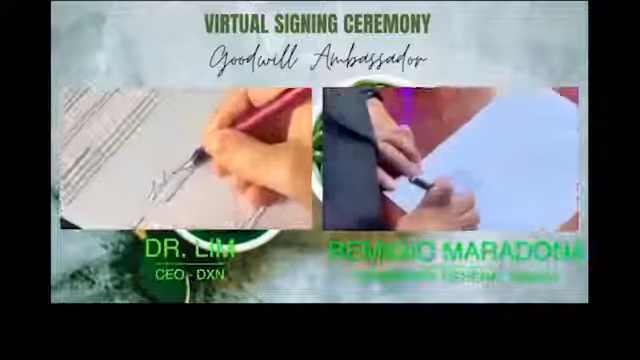 VIRTUAL SIGNING CEREMONY
Goodwill Ambassador
DR. LIM
CEO - DXN
REMIGIO MARADONA